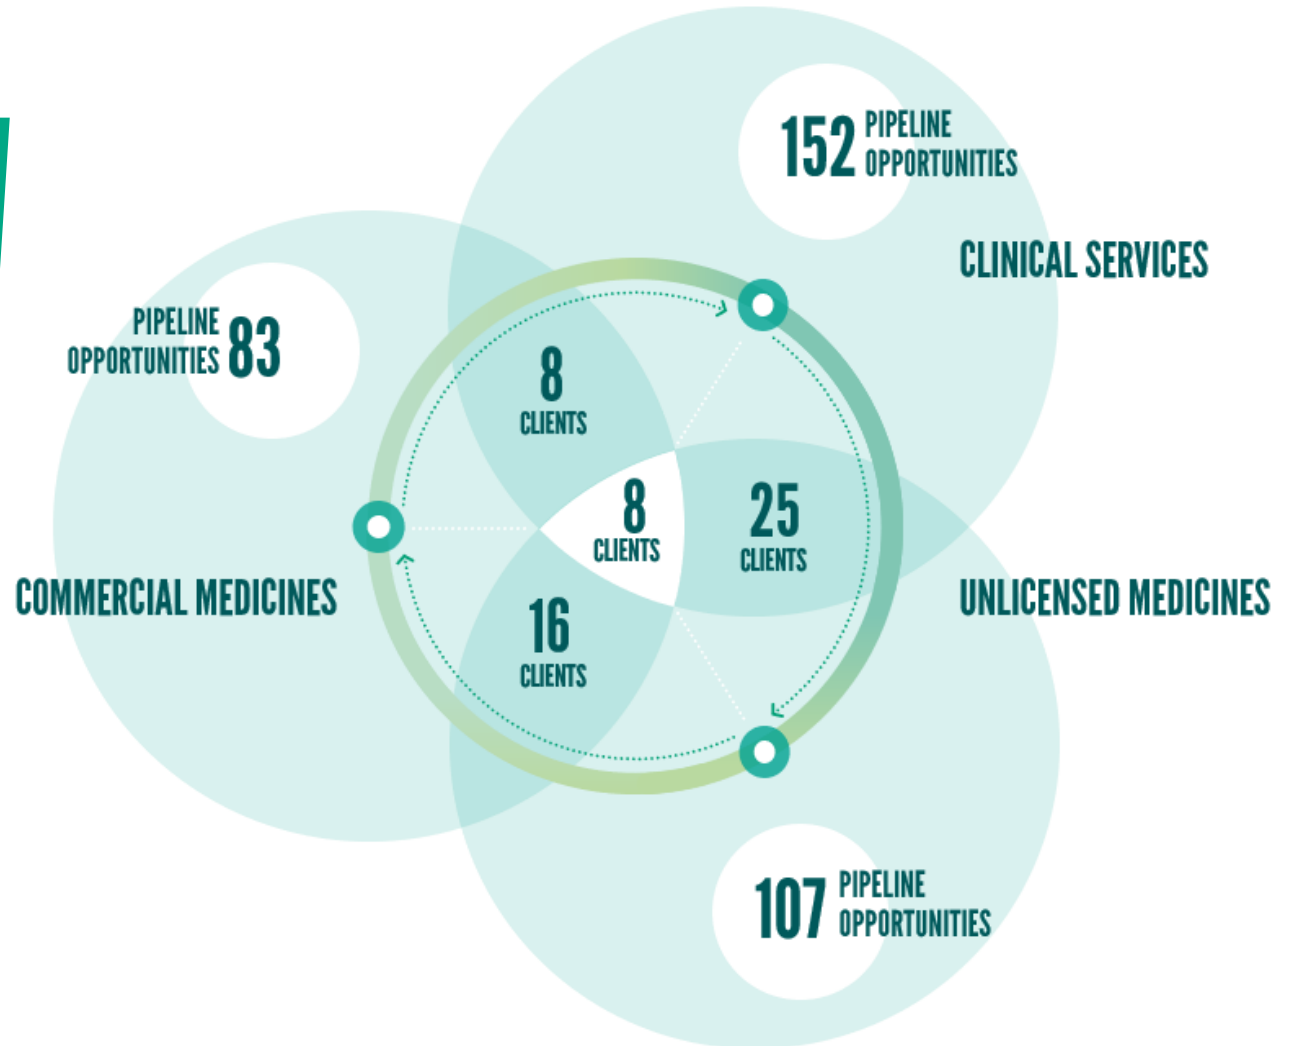 152 PIPELINE
OPPORTUNITIES
CLINICAL SERVICES
PIPELINE
OPPORTUNITIES 83
8
CLIENTS
8
CLIENTS
25
CLIENTS
COMMERCIAL MEDICINES
UNLICENSED MEDICINES
16
CLIENTS
107 PIPELINE
OPPORTUNITIES